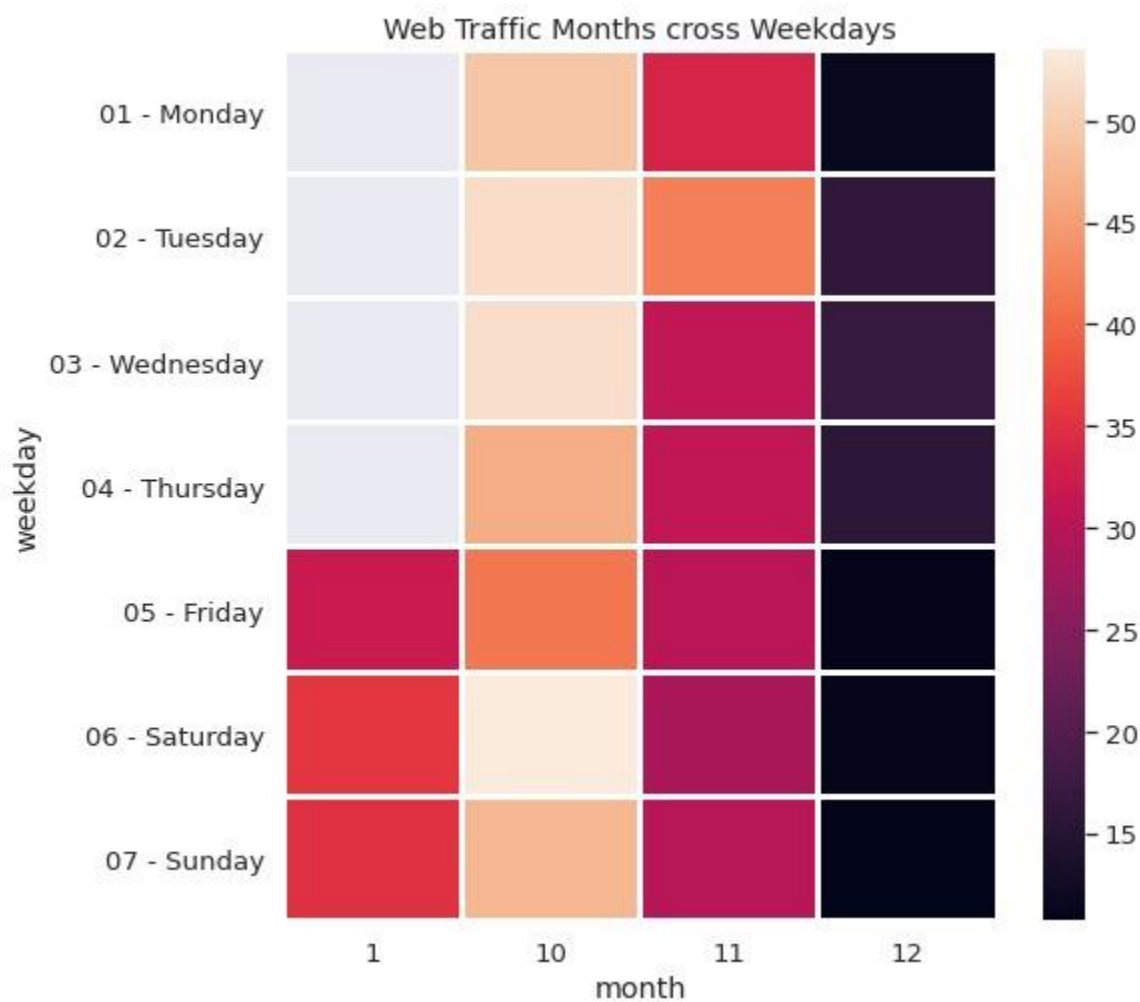 Web Traffic Months cross Weekdays
01 - Monday
02 - Tuesday
03 - Wednesday
04 - Thursday
05 - Friday
06 - Saturday
07 - Sunday
weekday
1 10 11 12
month
50
45
40
35
30
25
20
15